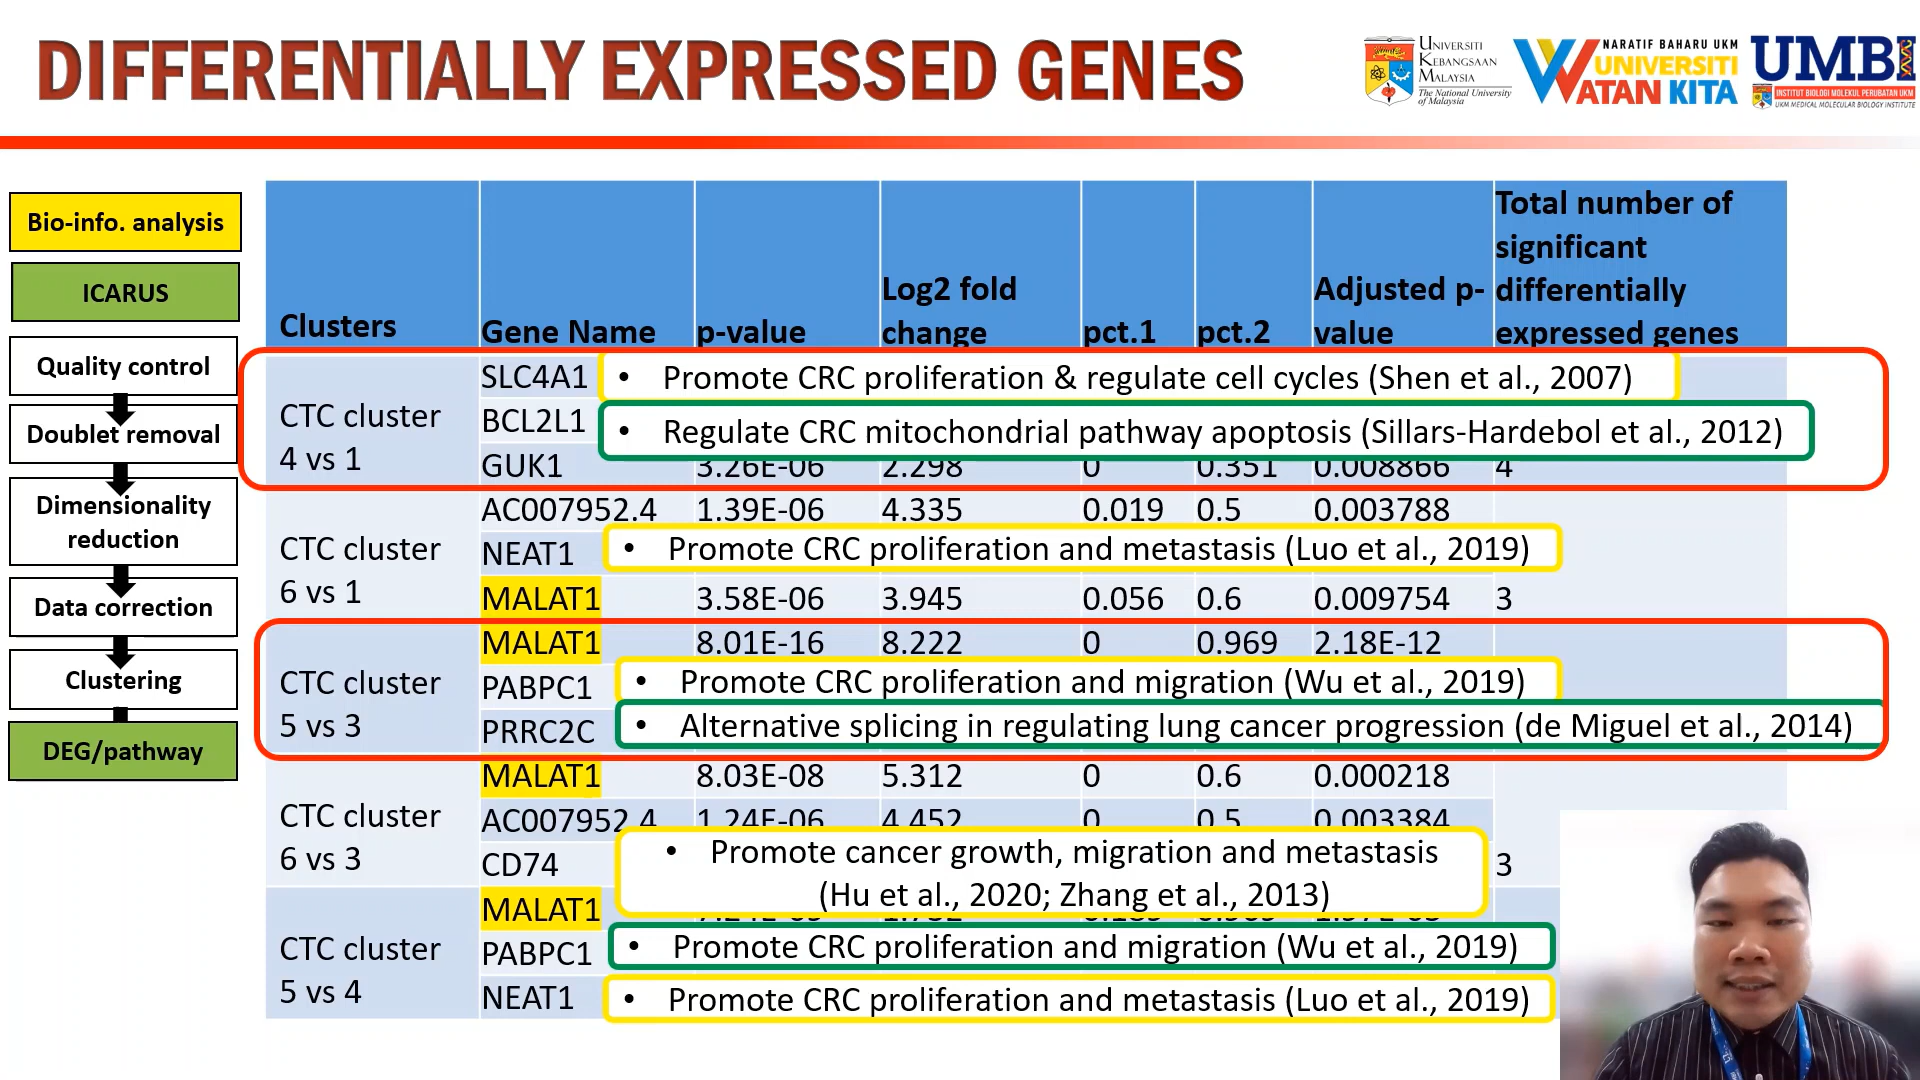 DIFFERENTIALLY EXPRESSED GENES
UNIVERSITI
KEBANGSAAN
MALAYSIA
The National University
of Malaysia
NARATIF BAHARU UKM
UNIVERSITI
WATAN KITA
UMBI
INSTITUT BIOLOGI MOLEKUL PERUBATAN UKM
UKM MEDICAL MOLECULAR BIOLOGY INSTITUTE
Bio-info. analysis
ICARUS
Quality control
Doublet removal
Dimensionality
reduction
Data correction
Clustering
DEG/pathway
Clusters
Gene Name
p-value
Log2 fold
change
pct.1
pct.2
Adjusted p-
value
Total number of
significant
differentially
expressed genes
CTC cluster
4 vs 1
SLC4A1
• Promote CRC proliferation & regulate cell cycles (Shen et al., 2007)
BCL2L1
• Regulate CRC mitochondrial pathway apoptosis (Sillars-Hardebol et al., 2012)
GUK1 3.26E-06 2.298 0 0.351 0.008866 4
CTC cluster
6 vs 1
AC007952.4 1.39E-06 4.335 0.019 0.5 0.003788
NEAT1
• Promote CRC proliferation and metastasis (Luo et al., 2019)
MALAT1 3.58E-06 3.945 0.056 0.6 0.009754 3
CTC cluster
5 vs 3
MALAT1 8.01E-16 8.222 0 0.969 2.18E-12
PABPC1
• Promote CRC proliferation and migration (Wu et al., 2019)
PRRC2C
• Alternative splicing in regulating lung cancer progression (de Miguel et al., 2014)
CTC cluster
6 vs 3
MALAT1 8.03E-08 5.312 0 0.6 0.000218
AC007952.4 1.24E-06 4.452 0 0.5 0.003384
CD74
• Promote cancer growth, migration and metastasis
(Hu et al., 2020; Zhang et al., 2013)
3
CTC cluster
5 vs 4
MALAT1
PABPC1
• Promote CRC proliferation and migration (Wu et al., 2019)
NEAT1
• Promote CRC proliferation and metastasis (Luo et al., 2019)